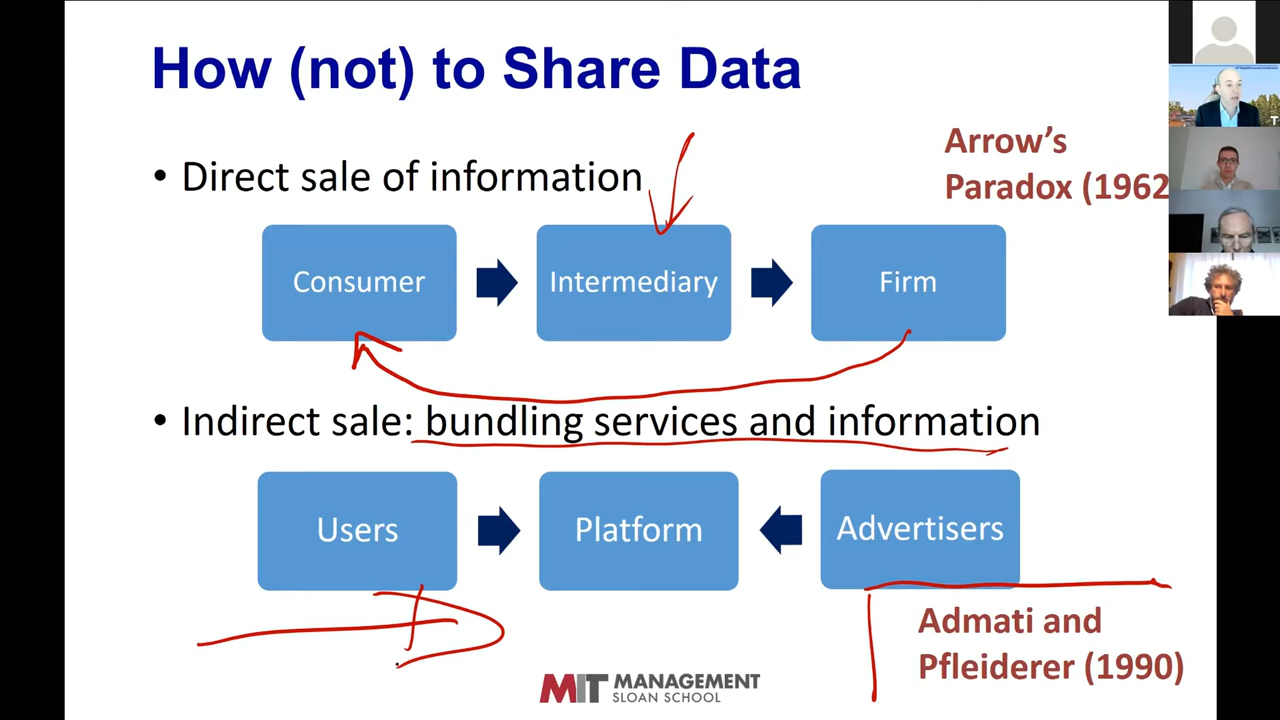 How (not) to Share Data
• Direct sale of information
Arrow's
Paradox (1962
Consumer
Intermediary
Firm
• Indirect sale: bundling services and information
Users
Platform
Advertisers
Admati and
Pfleiderer (1990)
MIT MANAGEMENT
SLOAN SCHOOL